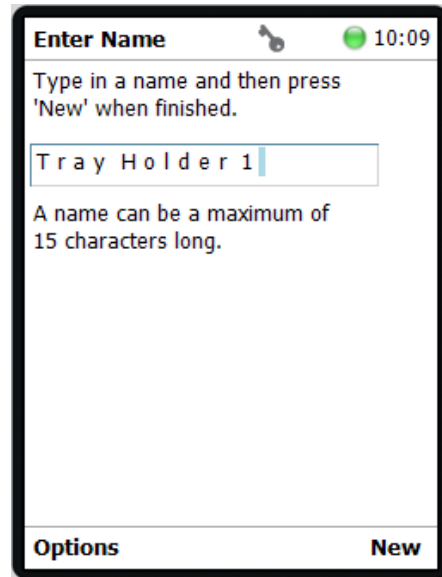 Enter Name 10:09
Type in a name and then press
'New' when finished.
Tray Holder 1
A name can be a maximum of
15 characters long.
Options New